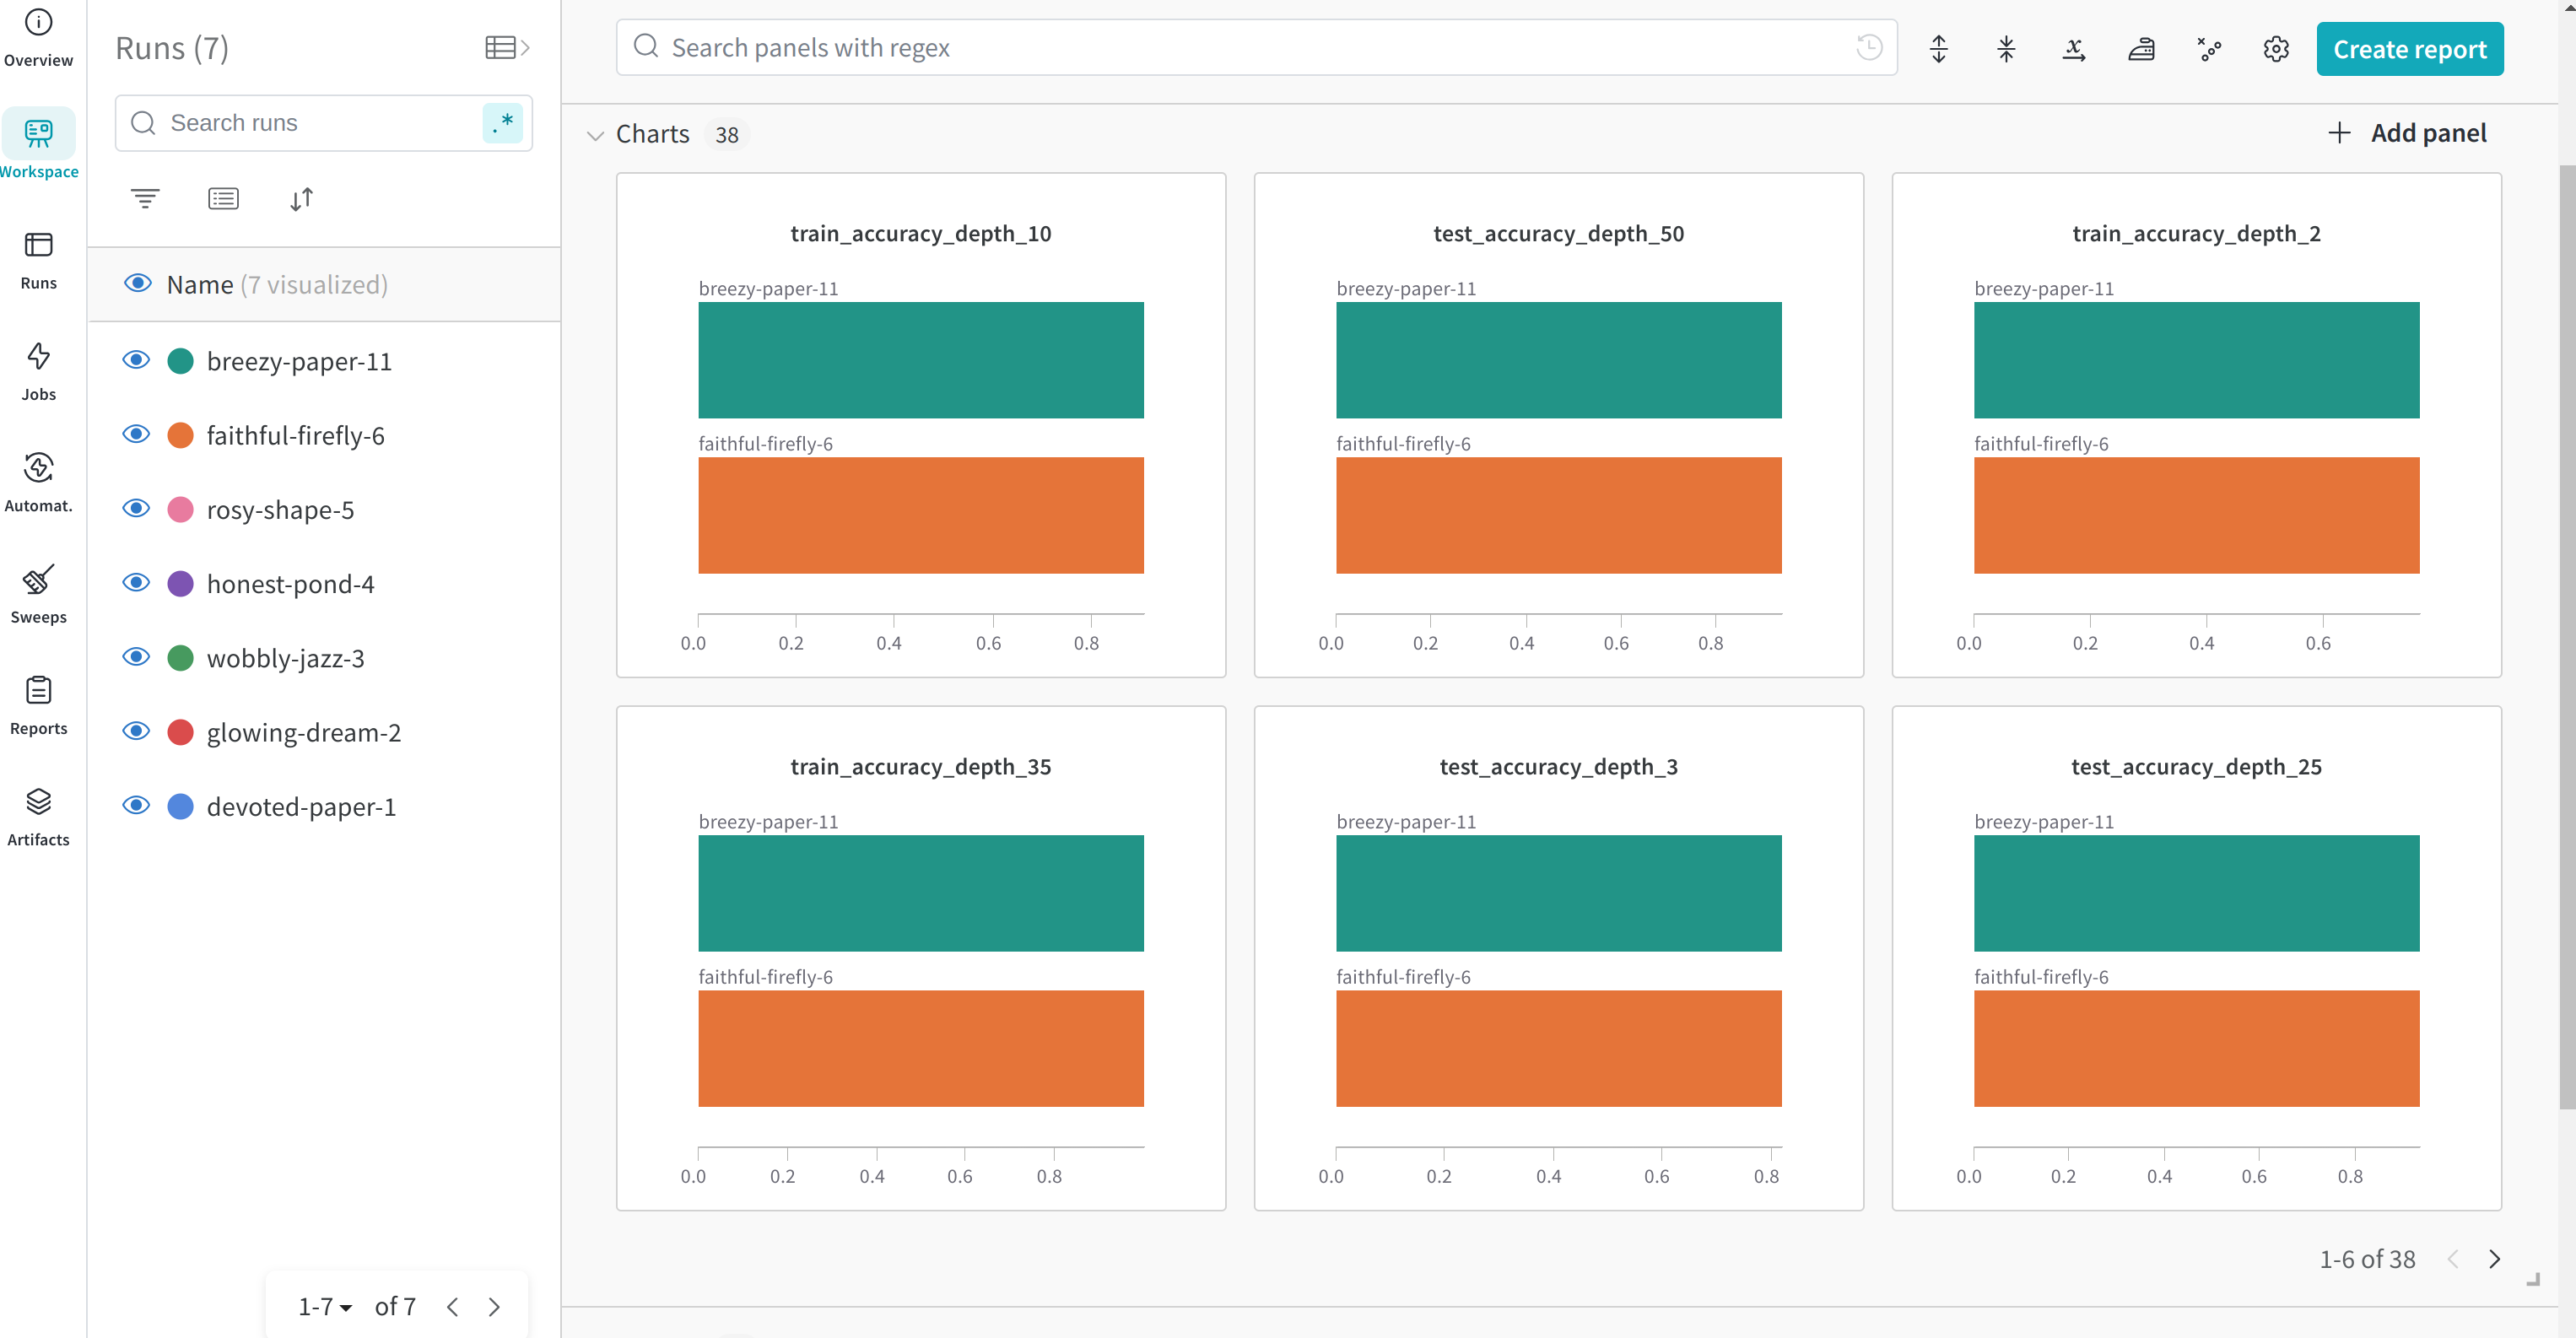 Overview
Workspace
Runs
Jobs
Automat.
Sweeps
Reports
Artifacts
Runs (7)
Search runs
.*
Name (7 visualized)
breezy-paper-11
faithful-firefly-6
rosy-shape-5
honest-pond-4
wobbly-jazz-3
glowing-dream-2
devoted-paper-1
1-7 of 7
Search panels with regex
Create report
Charts 38
Add panel
train_accuracy_depth_10
breezy-paper-11
faithful-firefly-6
0.0 0.2 0.4 0.6 0.8
test_accuracy_depth_50
breezy-paper-11
faithful-firefly-6
0.0 0.2 0.4 0.6 0.8
train_accuracy_depth_2
breezy-paper-11
faithful-firefly-6
0.0 0.2 0.4 0.6
train_accuracy_depth_35
breezy-paper-11
faithful-firefly-6
0.0 0.2 0.4 0.6 0.8
test_accuracy_depth_3
breezy-paper-11
faithful-firefly-6
0.0 0.2 0.4 0.6 0.8
test_accuracy_depth_25
breezy-paper-11
faithful-firefly-6
0.0 0.2 0.4 0.6 0.8
1-6 of 38